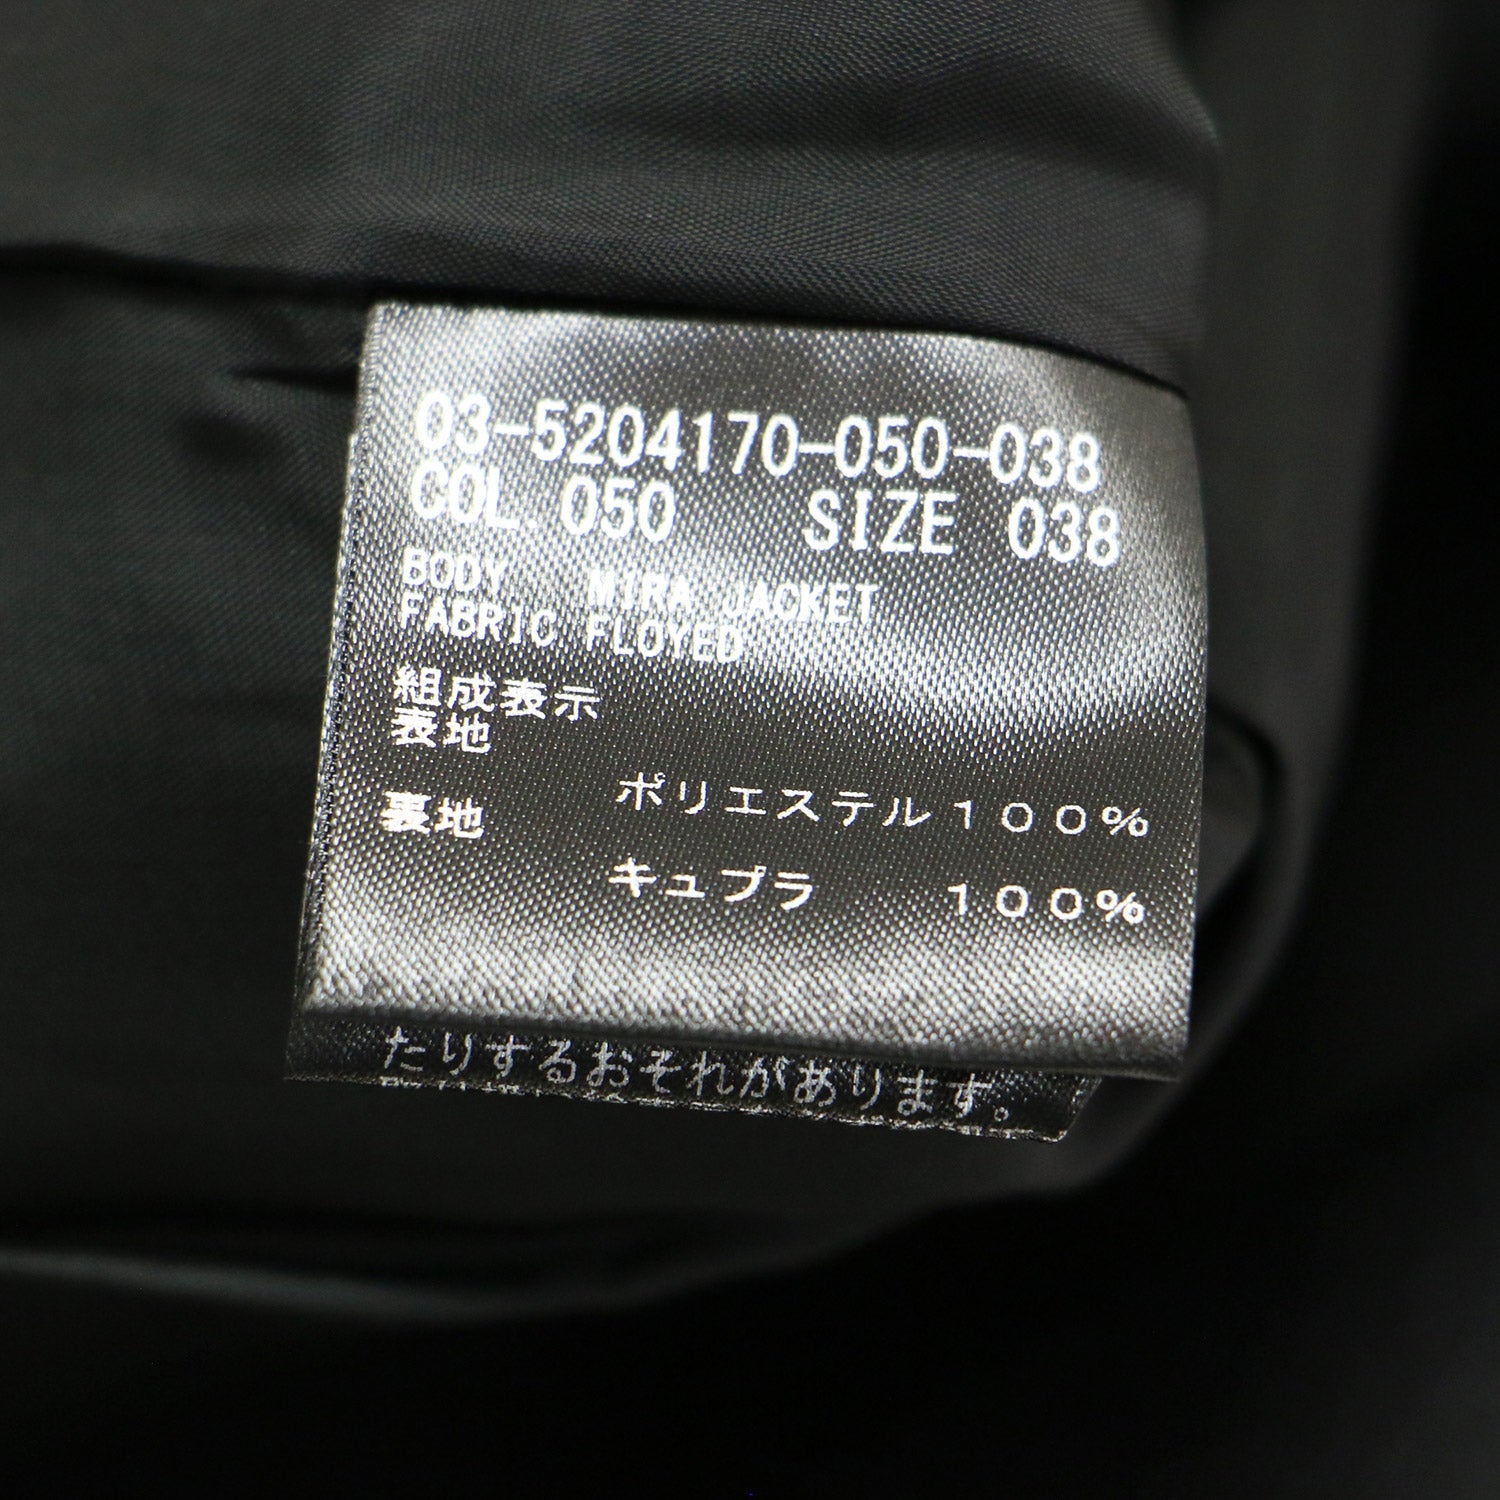 03-5204170-050-038
COL. 050 SIZE 038
BODY MIRA JACKET
FABRIC FLOYED
組成表示
表地
ポリエステル100%
裏地
キュプラ 100%
たりするおそれがあります。